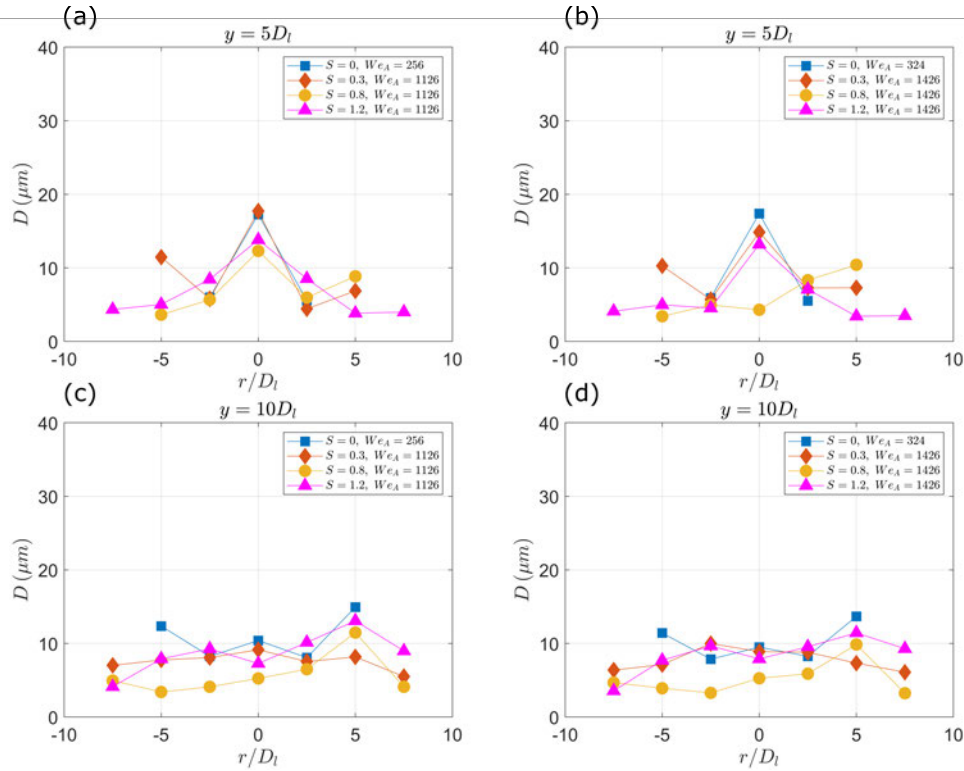 (a)
y = 5D_l
40
30
20
10
0
D (μm)
-10 -5 0 5 10
r/D_l
S = 0, We_A = 256
S = 0.3, We_A = 1126
S = 0.8, We_A = 1126
S = 1.2, We_A = 1126
(b)
y = 5D_l
40
30
20
10
0
D (μm)
-10 -5 0 5 10
r/D_l
S = 0, We_A = 324
S = 0.3, We_A = 1426
S = 0.8, We_A = 1426
S = 1.2, We_A = 1426
(c)
y = 10D_l
40
30
20
10
0
D (μm)
-10 -5 0 5 10
r/D_l
S = 0, We_A = 256
S = 0.3, We_A = 1126
S = 0.8, We_A = 1126
S = 1.2, We_A = 1126
(d)
y = 10D_l
40
30
20
10
0
D (μm)
-10 -5 0 5 10
r/D_l
S = 0, We_A = 324
S = 0.3, We_A = 1426
S = 0.8, We_A = 1426
S = 1.2, We_A = 1426